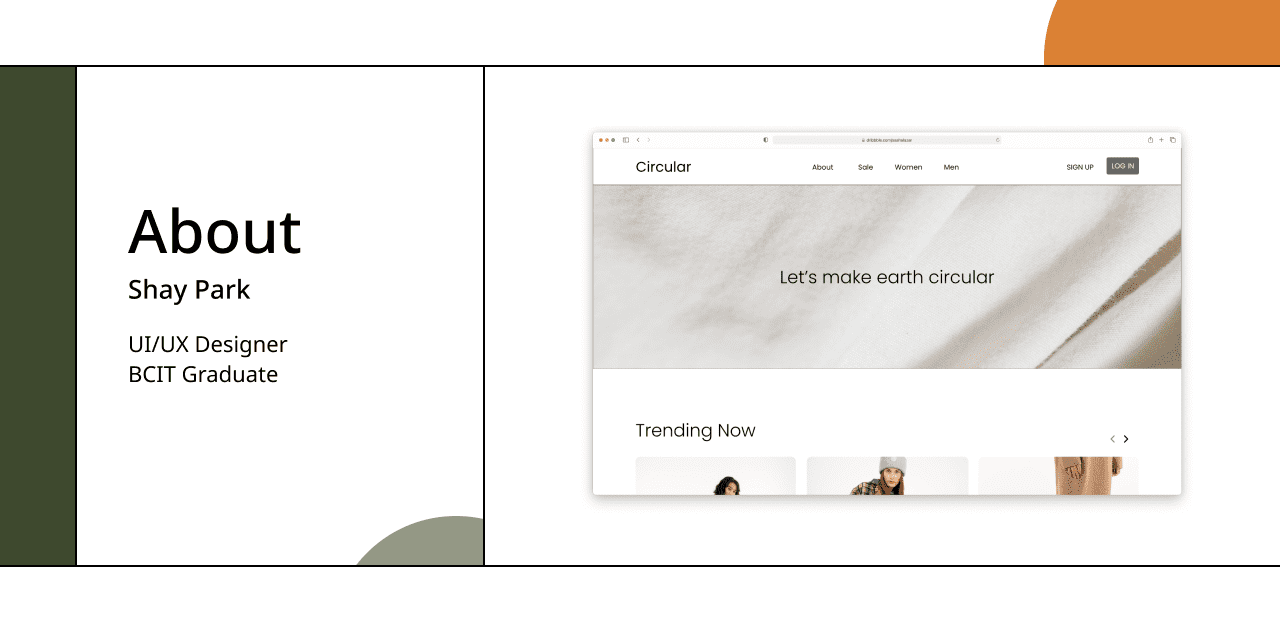 About
Shay Park
UI/UX Designer
BCIT Graduate
Circular
About Sale Women Men
SIGN UP LOG IN
Let's make earth circular
Trending Now